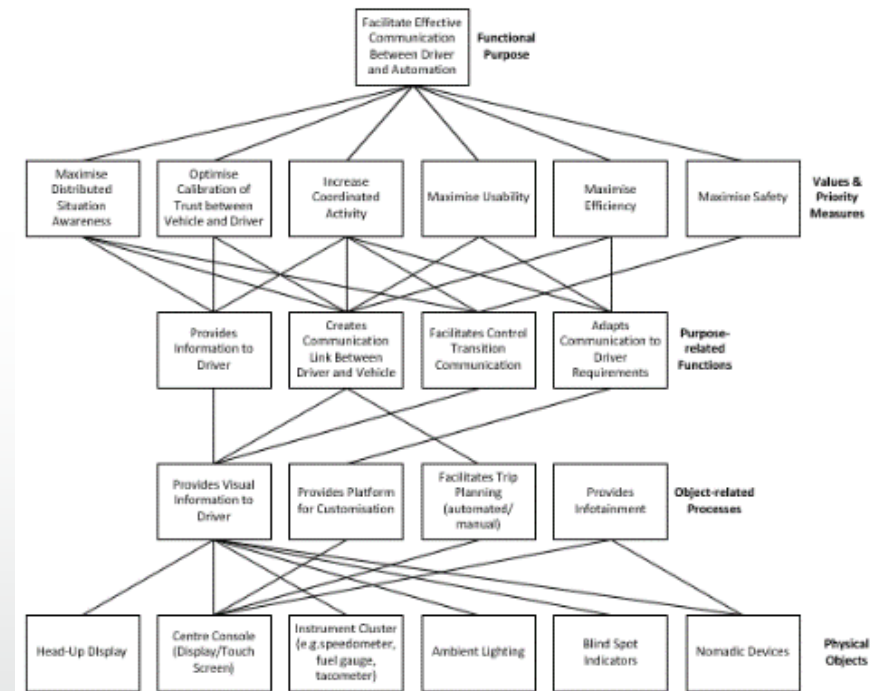 Facilitate Effective
Communication
Between Driver
and Automation
Functional
Purpose
Maximise
Distributed
Situation
Awareness
Optimise
Calibration of
Trust between
Vehicle and Driver
Increase
Coordinated
Activity
Maximise Usability
Maximise
Efficiency
Maximise Safety
Values &
Priority
Measures
Provides
Information to
Driver
Creates
Communication
Link Between
Driver and Vehicle
Facilitates Control
Transition
Communication
Adapts
Communication to
Driver
Requirements
Purpose-
related
Functions
Provides Visual
Information to
Driver
Provides Platform
for Customisation
Facilitates Trip
Planning
(automated/
manual)
Provides
Infotainment
Object-related
Processes
Head-Up Display
Centre Console
(Display/Touch
Screen)
Instrument Cluster
(e.g.speedometer,
fuel gauge,
tacometer)
Ambient Lighting
Blind Spot
Indicators
Nomadic Devices
Physical
Objects